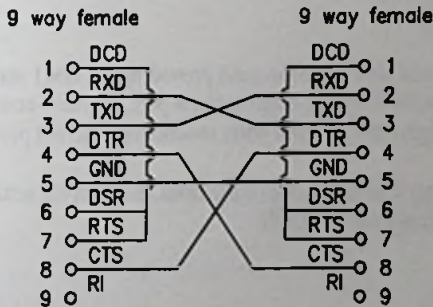 9 way female 9 way female
DCD DCD
1 1
RXD RXD
2 2
TXD TXD
3 3
DTR DTR
4 4
GND GND
5 5
DSR DSR
6 6
RTS RTS
7 7
CTS CTS
8 8
RI RI
9 9